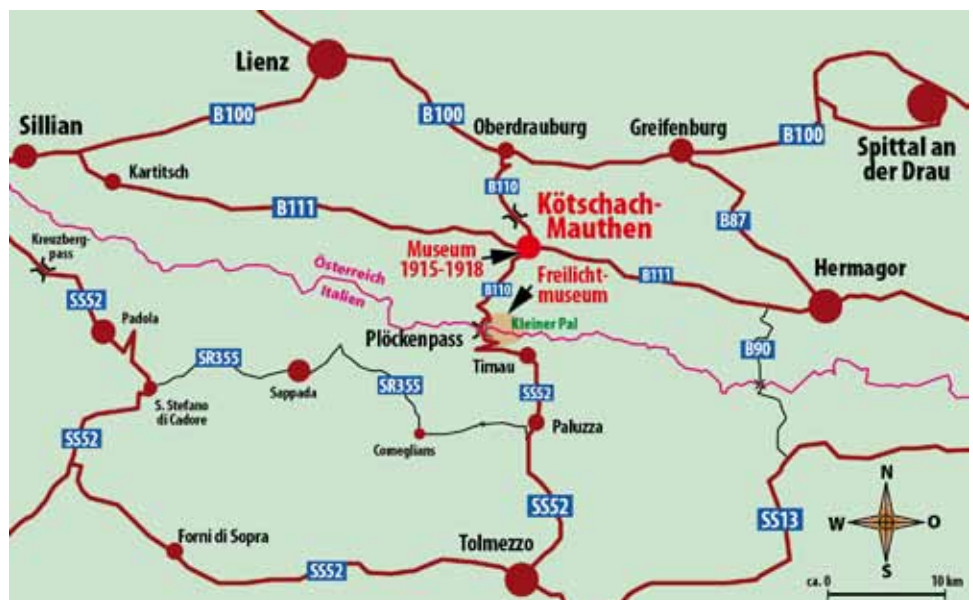 Lienz
B100
B100
Sillian
Oberdrauburg
Greifenburg
B100
Spittal an
der Drau
Kartitsch
B110
B111
Kötschach-
Mauthen
B87
Kreuzberg-
pass
Museum
1915-1918
Freilicht-
museum
B111
Hermagor
Österreich
Italien
B110
SS52
Padola
Plöckenpass
Kleiner Pal
B90
SR355
Tirnau
Sappada
SR355
SS52
S. Stefano
di Cadore
Paluzza
SS52
Comeglians
N
W
O
S
SS52
SS13
Forni di Sopra
Tolmezzo
SS52
ca. 0
10 km